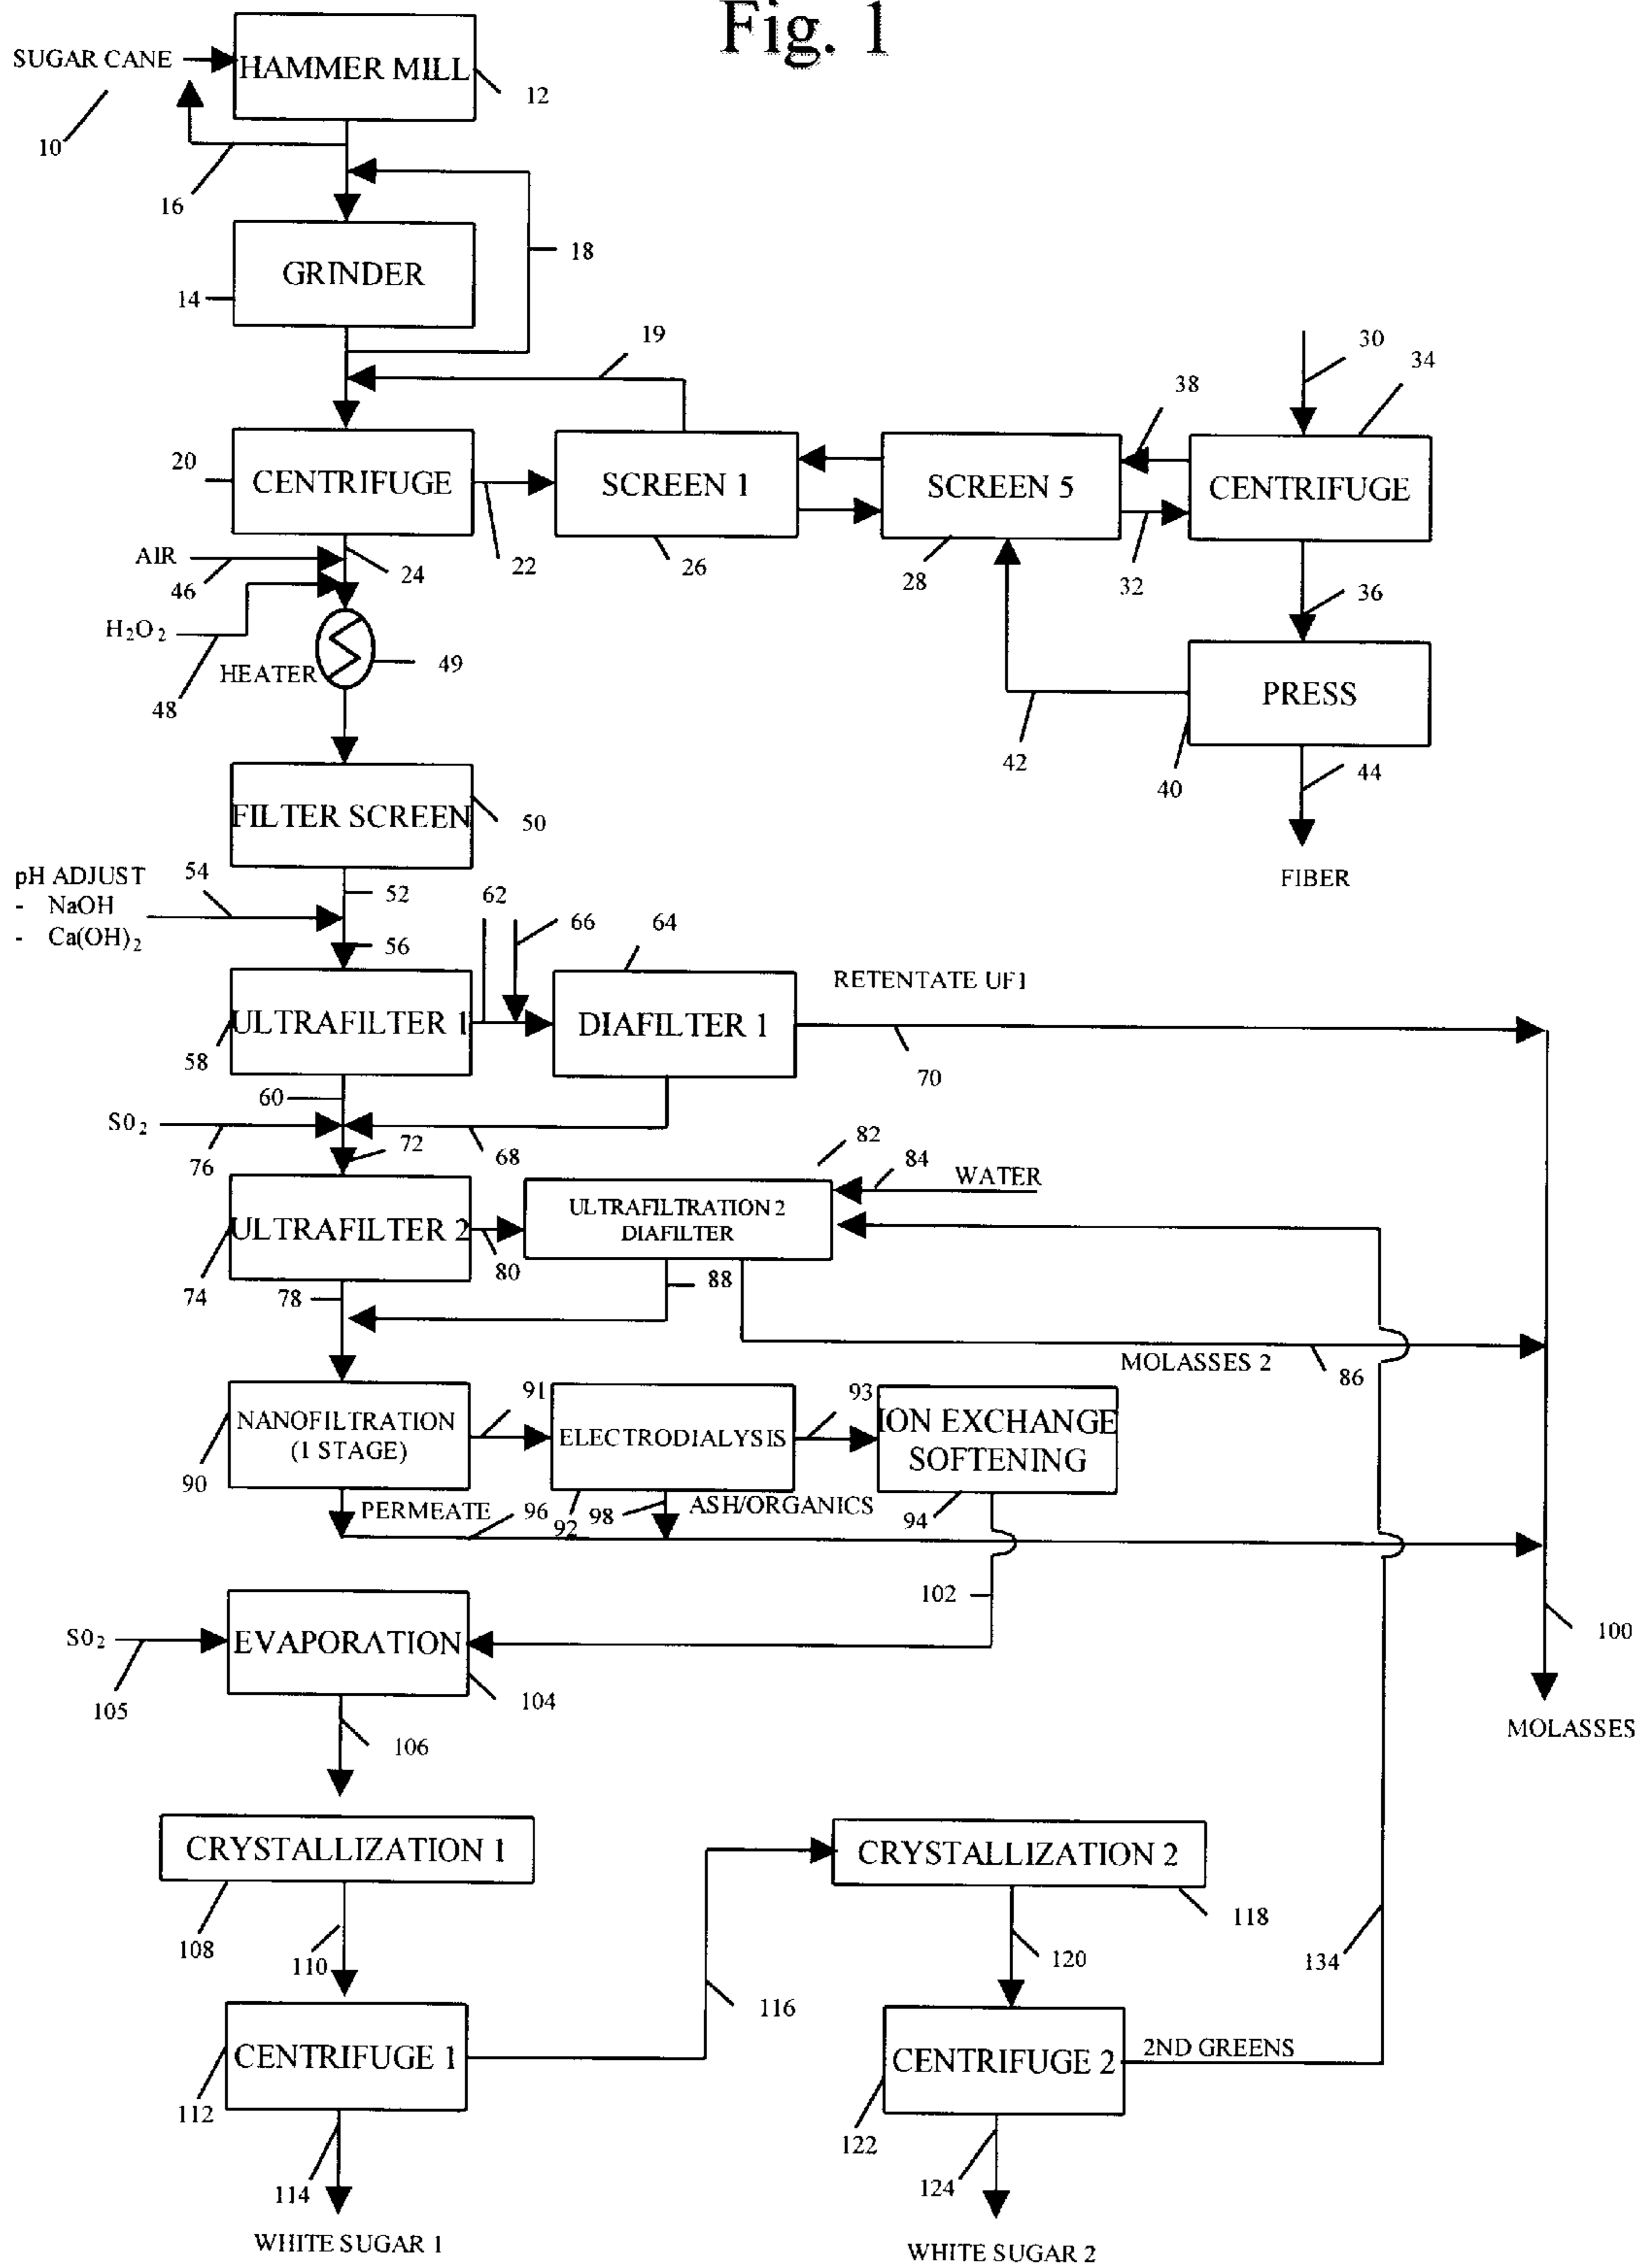 Fig. 1
SUGAR CANE
HAMMER MILL
12
10
16
18
GRINDER
14
19
30
34
38
20
CENTRIFUGE
SCREEN 1
SCREEN 5
CENTRIFUGE
AIR
46
24
22
26
28
32
36
H2O2
HEATER
49
48
PRESS
42
40
44
FILTER SCREEN
50
FIBER
pH ADJUST
- NaOH
- Ca(OH)2
54
52
62
66
64
56
RETENTATE UF1
ULTRAFILTER 1
DIAFILTER 1
58
70
60
S02
76
72
68
82
84
WATER
ULTRAFILTER 2
ULTRAFILTRATION 2
DIAFILTER
74
78
80
88
MOLASSES 2
86
91
93
NANOFILTRATION
(1 STAGE)
ELECTRODIALYSIS
ION EXCHANGE
SOFTENING
90
PERMEATE
96
92
98
ASH/ORGANICS
94
102
S02
EVAPORATION
100
105
104
106
MOLASSES
CRYSTALLIZATION 1
CRYSTALLIZATION 2
108
110
118
120
134
116
CENTRIFUGE 1
CENTRIFUGE 2
2ND GREENS
112
122
114
124
WHITE SUGAR 1
WHITE SUGAR 2